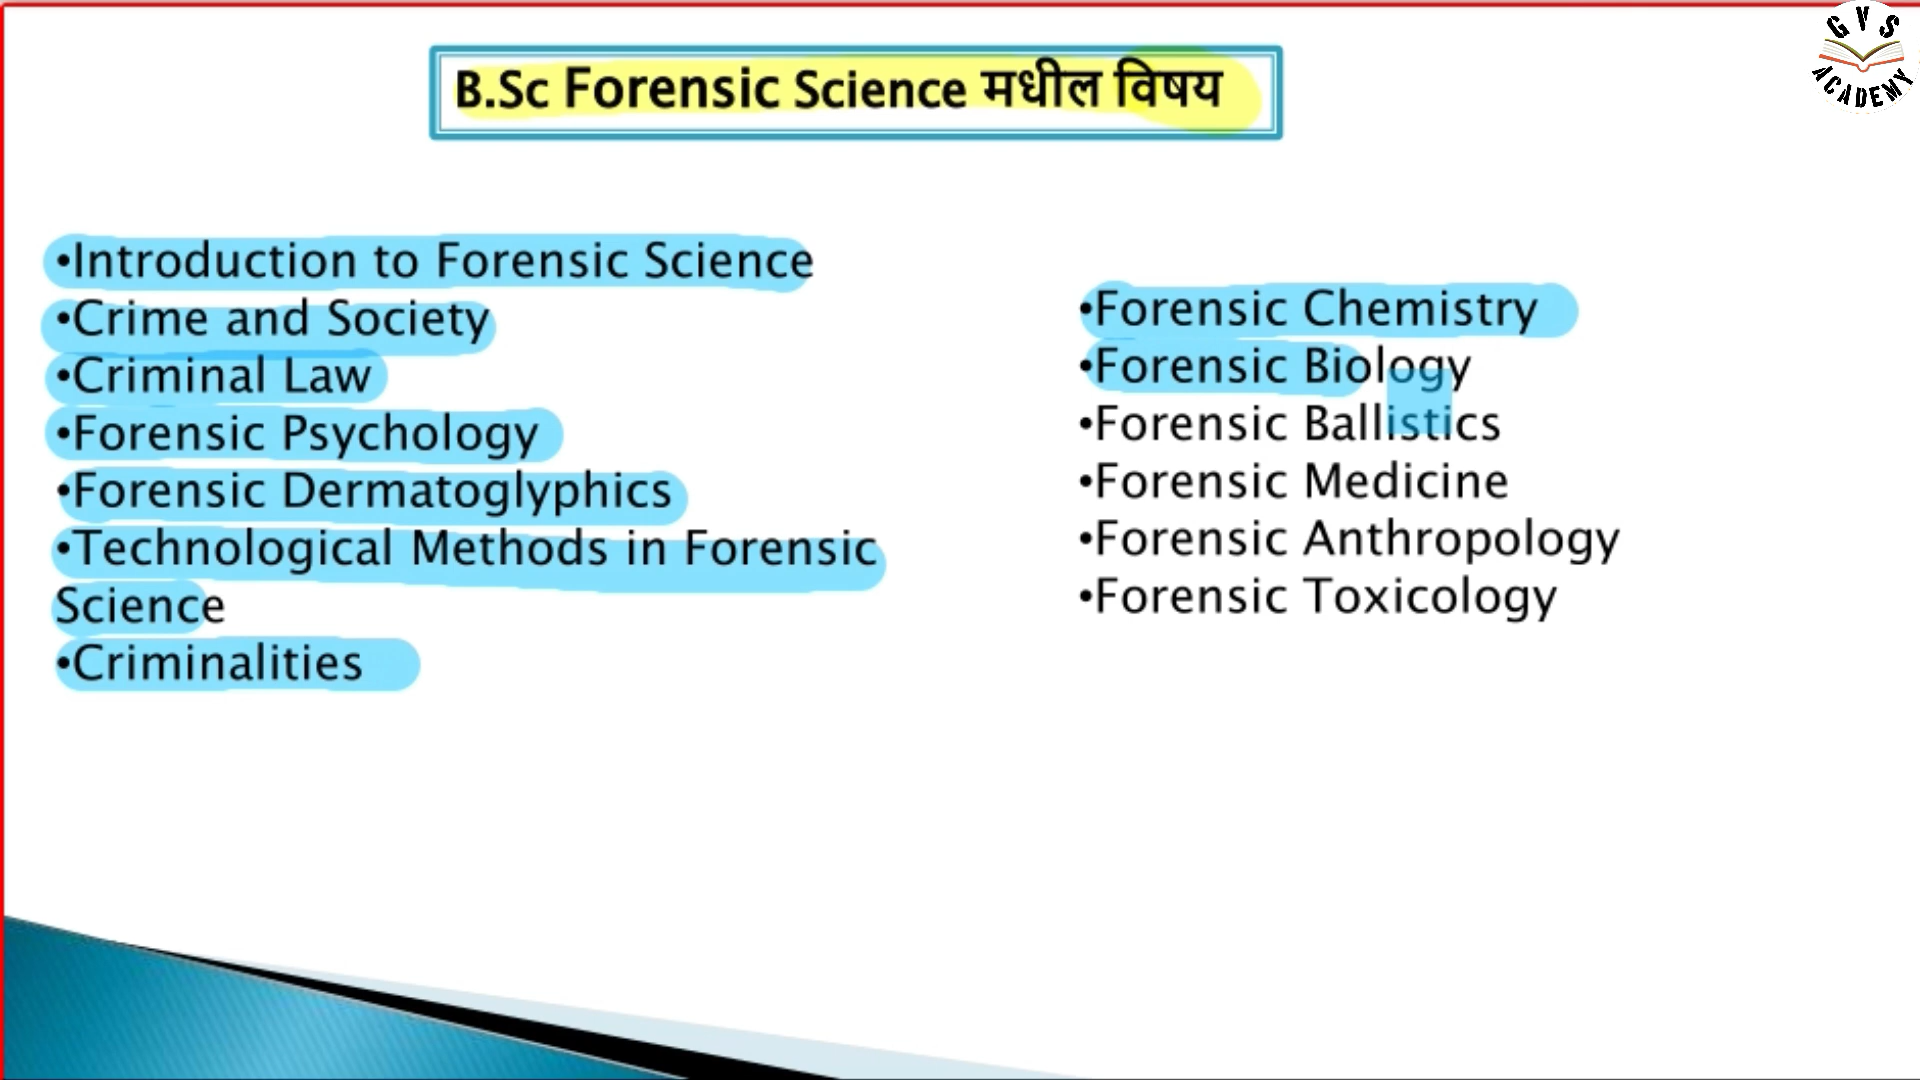 B.Sc Forensic Science मधील विषय
GVS
ACADEMY
•Introduction to Forensic Science
•Crime and Society
•Criminal Law
•Forensic Psychology
•Forensic Dermatoglyphics
•Technological Methods in Forensic
Science
•Criminalities
•Forensic Chemistry
•Forensic Biology
•Forensic Ballistics
•Forensic Medicine
•Forensic Anthropology
•Forensic Toxicology